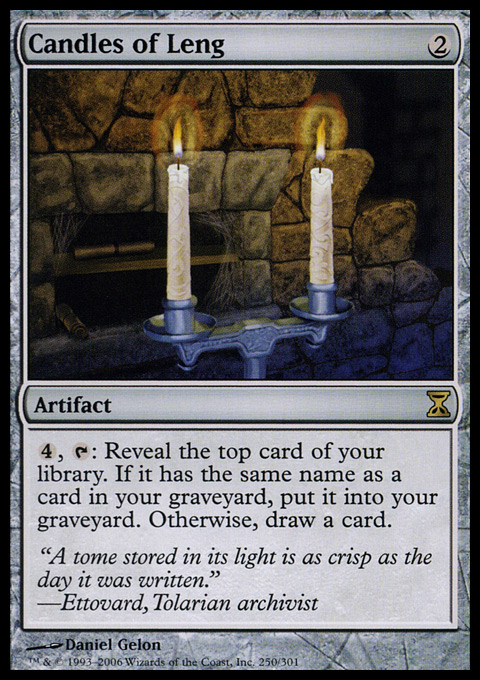 Candles of Leng 2
Artifact
4, : Reveal the top card of your
library. If it has the same name as a
card in your graveyard, put it into your
graveyard. Otherwise, draw a card.
“A tome stored in its light is as crisp as the
day it was written.”
—Ettovard, Tolarian archivist
Daniel Gelon
™ & © 1993–2006 Wizards of the Coast, Inc. 250/301